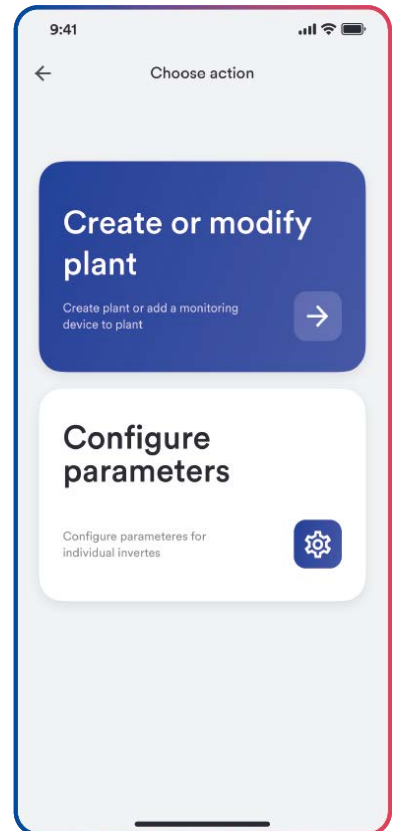 9:41
Choose action
Create or modify
plant
Create plant or add a monitoring
device to plant
Configure
parameters
Configure parameteres for
individual invertes